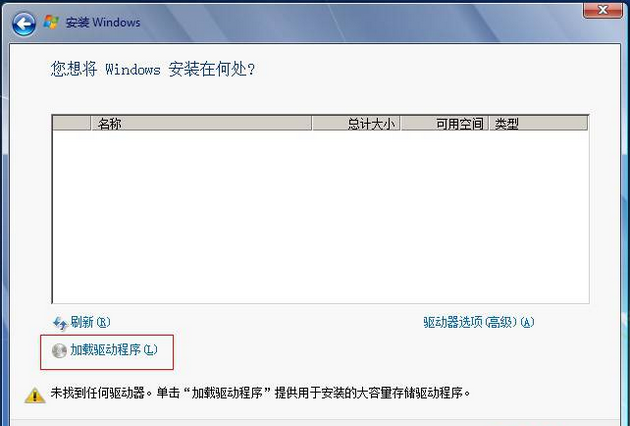 安装 Windows
您想将 Windows 安装在何处?
名称 总计大小 可用空间 类型
刷新(R) 驱动器选项(高级)(A)
加载驱动程序(L)
未找到任何驱动器。单击“加载驱动程序”提供用于安装的大容量存储驱动程序。